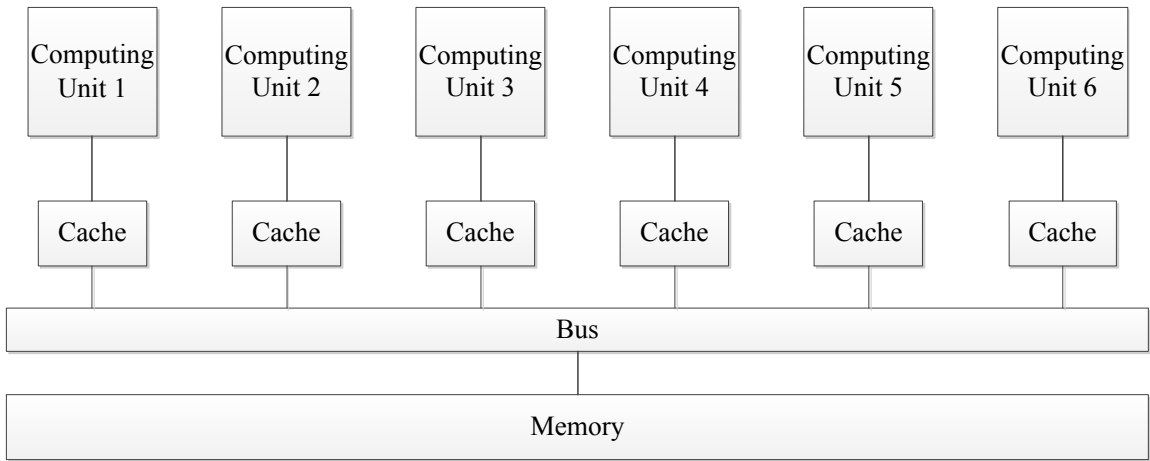 Computing
Unit 1
Computing
Unit 2
Computing
Unit 3
Computing
Unit 4
Computing
Unit 5
Computing
Unit 6
Cache
Cache
Cache
Cache
Cache
Cache
Bus
Memory